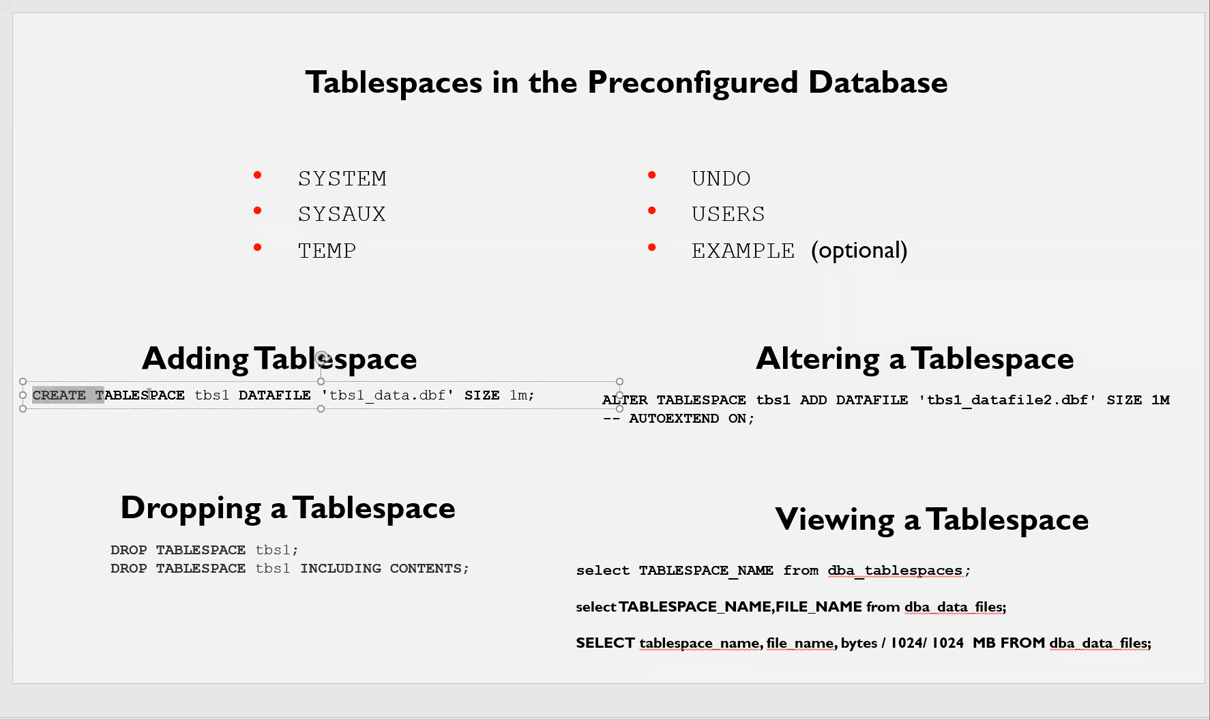 Tablespaces in the Preconfigured Database
• SYSTEM
• SYSAUX
• TEMP
• UNDO
• USERS
• EXAMPLE (optional)
Adding Tablespace
CREATE TABLESPACE tbs1 DATAFILE 'tbs1_data.dbf' SIZE 1m;
Altering a Tablespace
ALTER TABLESPACE tbs1 ADD DATAFILE 'tbs1_datafile2.dbf' SIZE 1M
-- AUTOEXTEND ON;
Dropping a Tablespace
DROP TABLESPACE tbs1;
DROP TABLESPACE tbs1 INCLUDING CONTENTS;
Viewing a Tablespace
select TABLESPACE_NAME from dba_tablespaces;
select TABLESPACE_NAME,FILE_NAME from dba_data_files;
SELECT tablespace_name, file_name, bytes / 1024/ 1024 MB FROM dba_data_files;